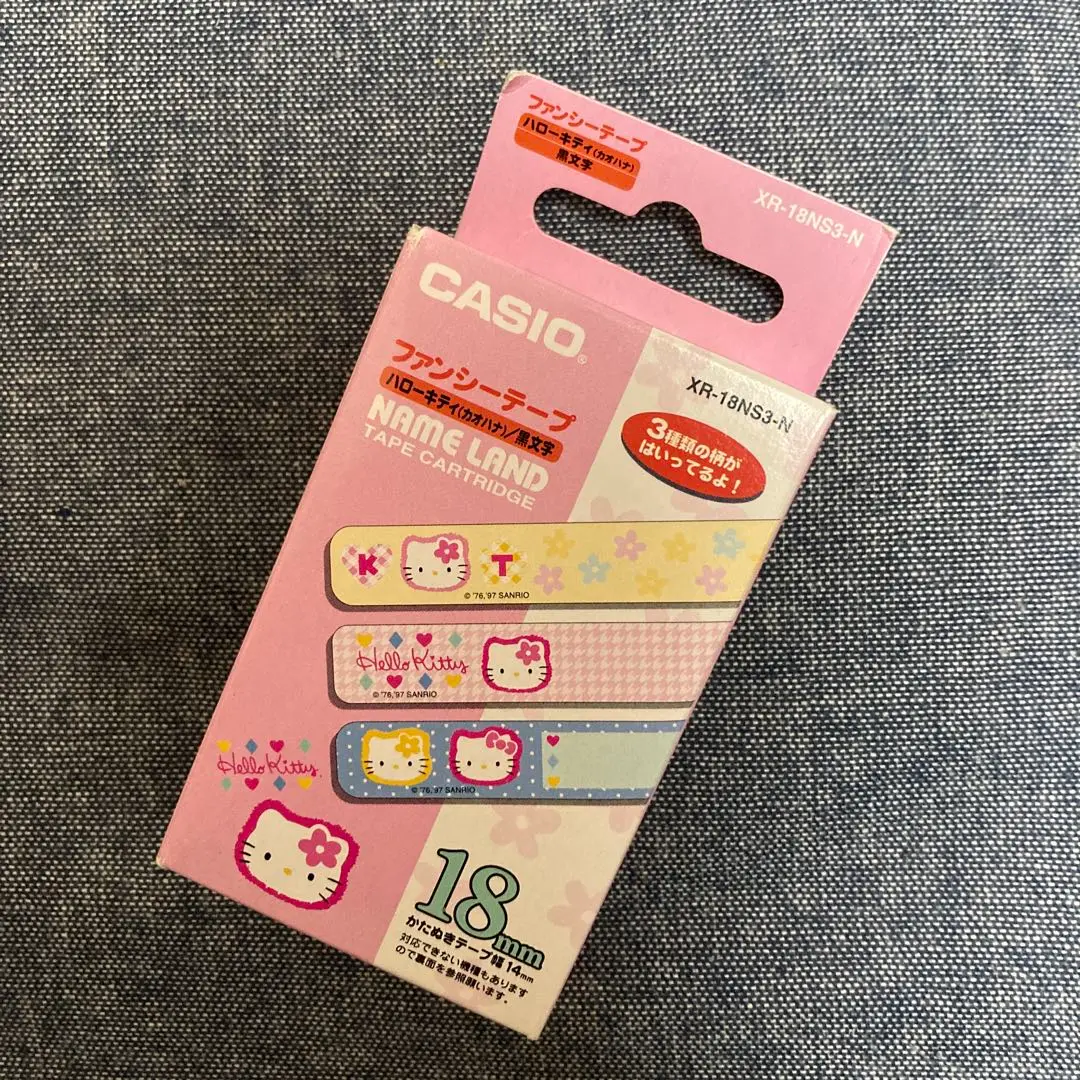 ファンシーテープ
ハローキティ(カオハナ)
黒文字
XR-18NS3-N
CASIO®
ファンシーテープ
ハローキティ(カオハナ)/黒文字
NAME LAND
TAPE CARTRIDGE
XR-18NS3-N
3種類の柄が
はいってるよ!
K T
© '76,'97 SANRIO
Hello Kitty
© '76,'97 SANRIO
© '76,'97 SANRIO
Hello Kitty.
18mm
かたぬきテープ幅14mm
対応できない機種もあります
ので裏面を参照願います。